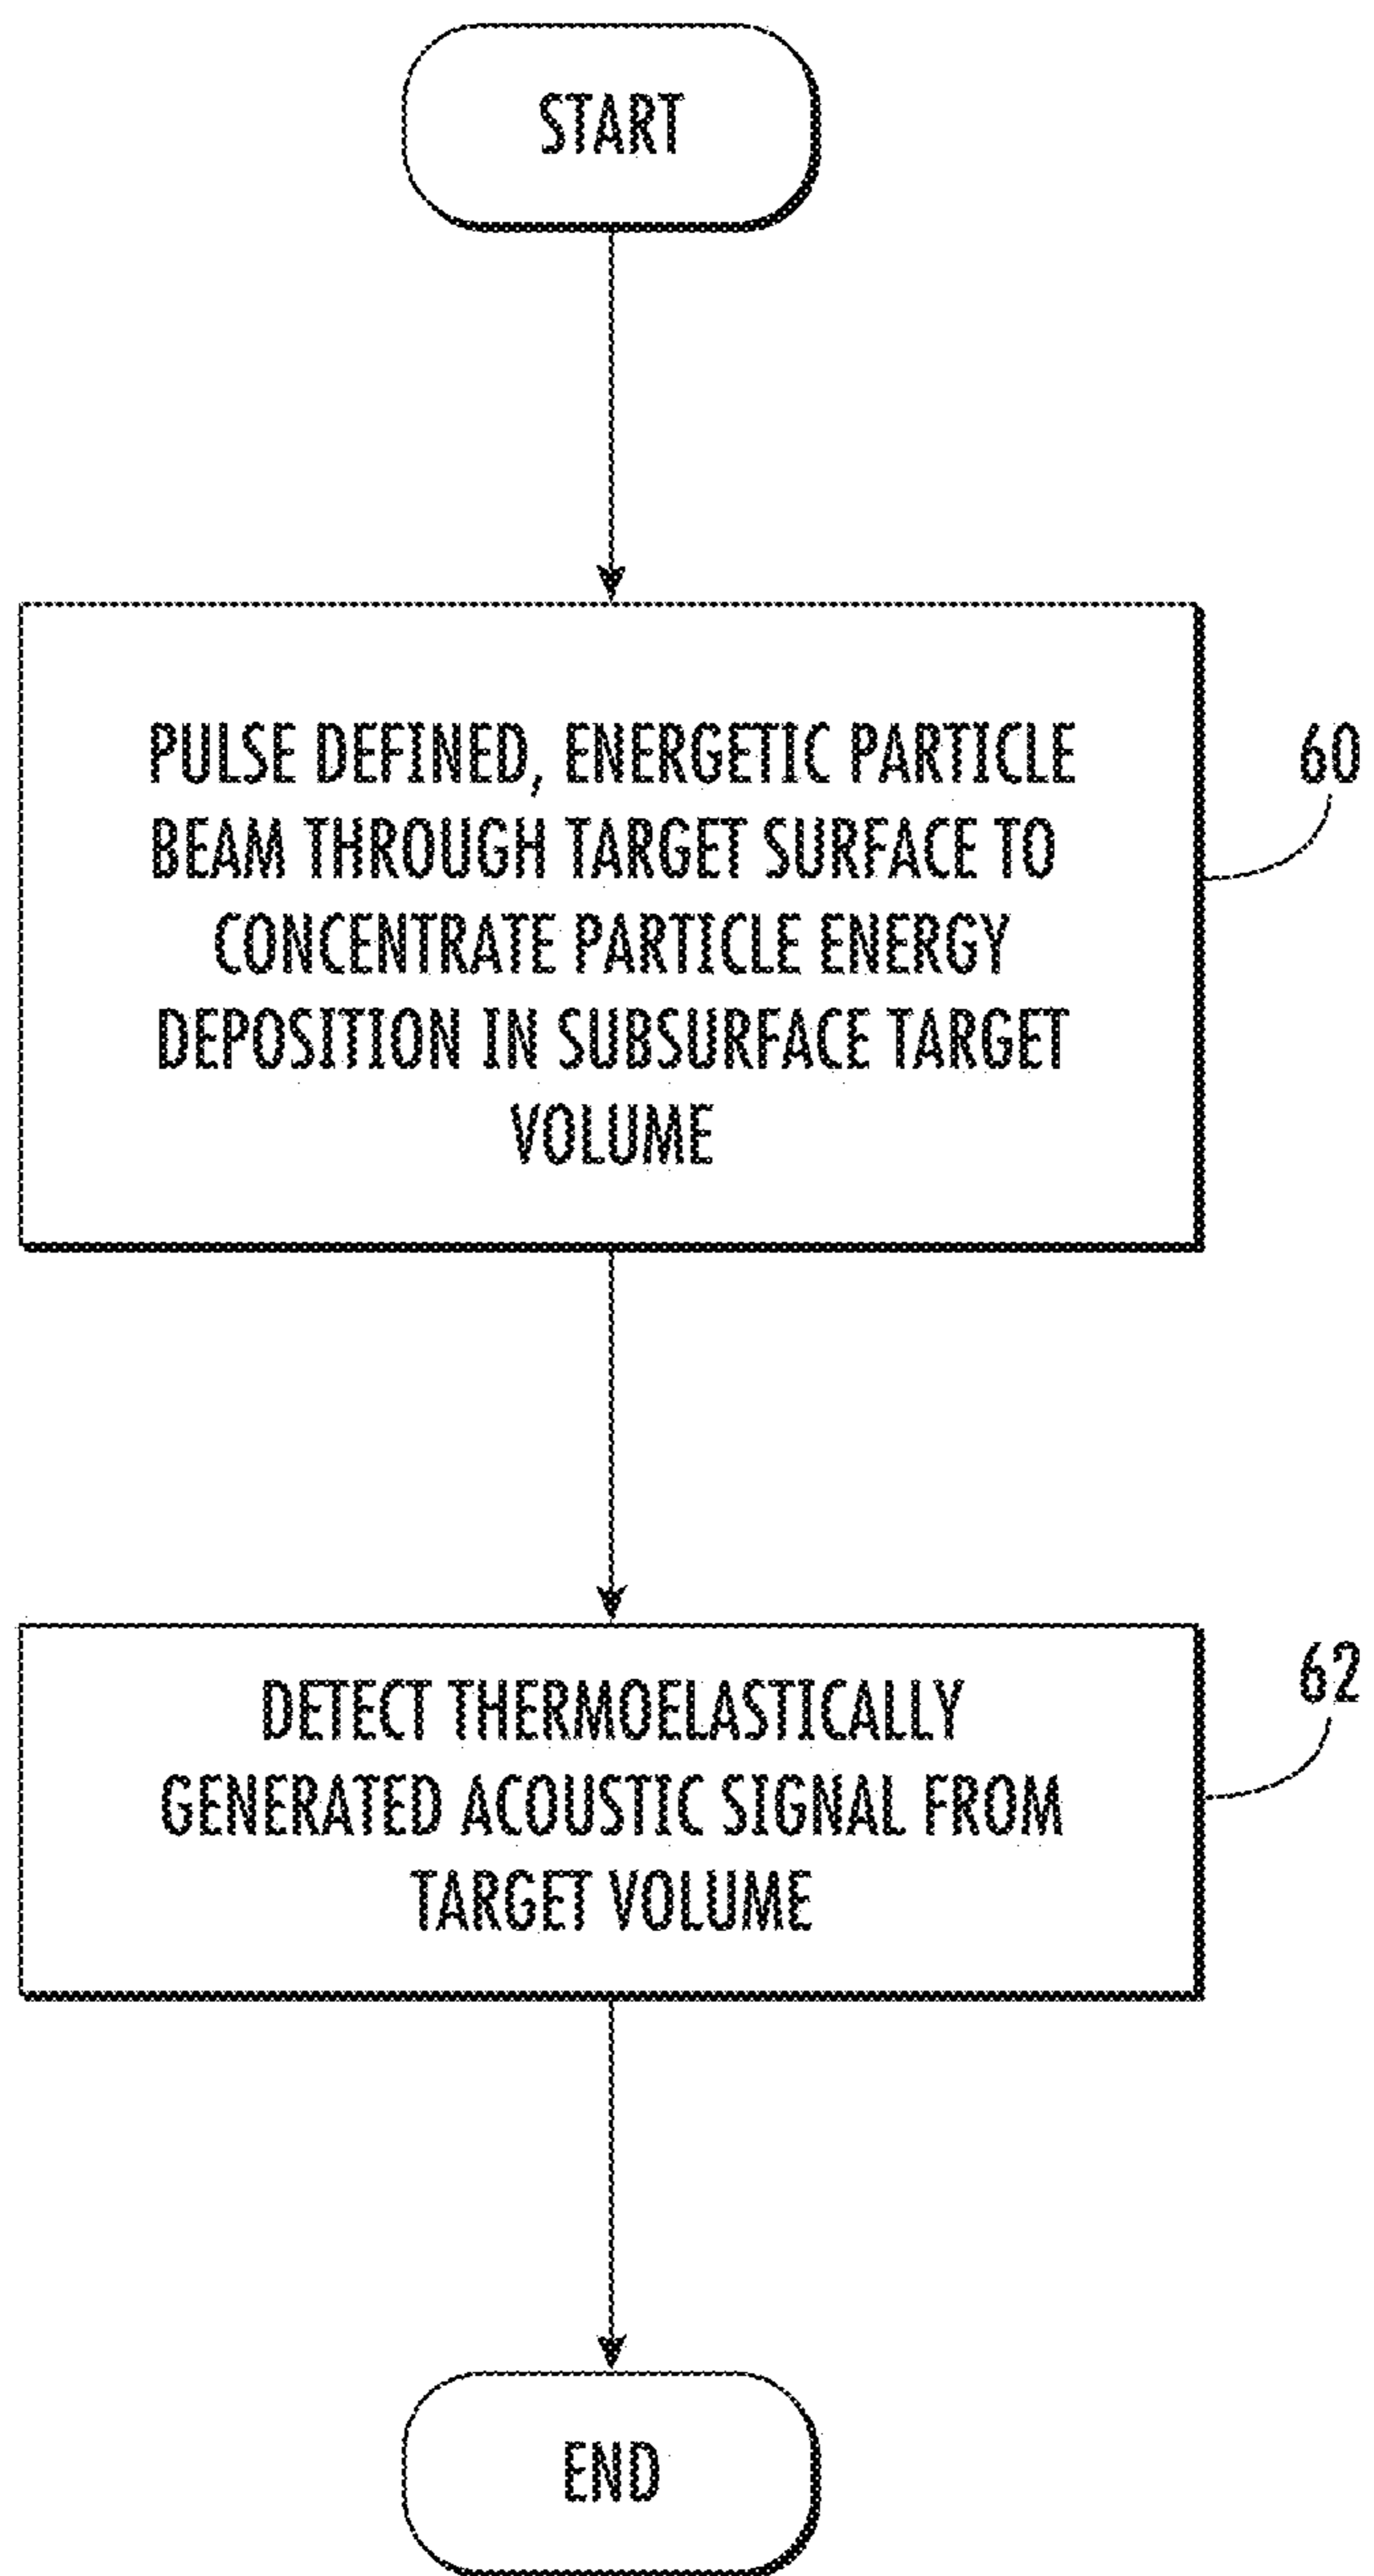 START
PULSE DEFINED, ENERGETIC PARTICLE
BEAM THROUGH TARGET SURFACE TO
CONCENTRATE PARTICLE ENERGY
DEPOSITION IN SUBSURFACE TARGET
VOLUME
60
DETECT THERMOELASTICALLY
GENERATED ACOUSTIC SIGNAL FROM
TARGET VOLUME
62
END